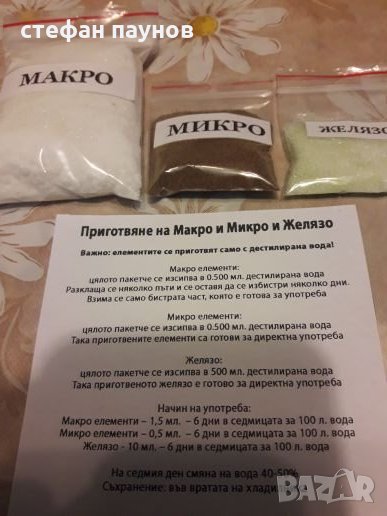 стефан паунов
МАКРО
МИКРО
ЖЕЛЯЗО
Приготвяне на Макро и Микро и Желязо
Важно: елементите се приготвят само с дестилирана вода!
Макро елементи:
цялото пакетче се изсипва в 0.500 мл. дестилирана вода
Разклаща се няколко пъти и се оставя да се избистри няколко дни.
Взима се само бистрата част, която е готова за употреба
Микро елементи:
цялото пакетче се изсипва в 0.500 мл. дестилирана вода
Така приготвените елементи са готови за директна употреба
Желязо:
цялото пакетче се изсипва в 500 мл. дестилирана вода
Така приготвеното желязо е готово за директна употреба
Начин на употреба:
Макро елементи – 1,5 мл. – 6 дни в седмицата за 100 л. вода
Микро елементи – 0,5 мл. – 6 дни в седмицата за 100 л. вода
Желязо - 10 мл. – 6 дни в седмицата за 100 л. вода
На седмия ден смяна на вода 40-50%
Съхранение: във вратата на хладилника
BAZAR